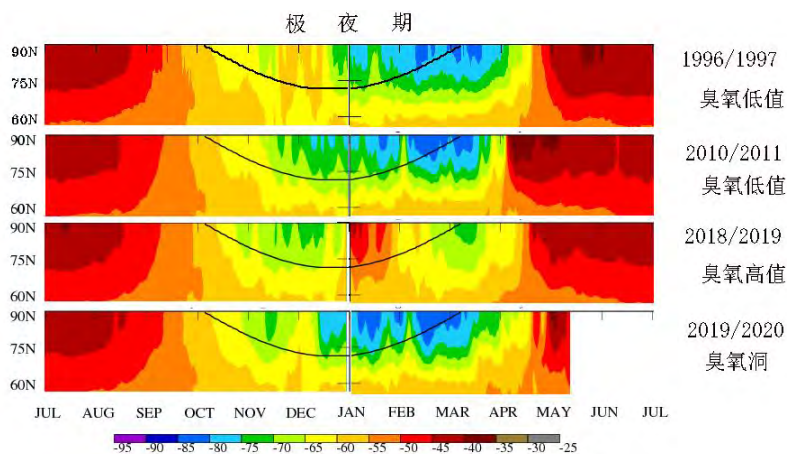 极 夜 期
90N
75N
60N
1996/1997
臭氧低值
90N
75N
60N
2010/2011
臭氧低值
90N
75N
60N
2018/2019
臭氧高值
90N
75N
60N
2019/2020
臭氧洞
JUL AUG SEP OCT NOV DEC JAN FEB MAR APR MAY JUN JUL
-95 -90 -85 -80 -75 -70 -65 -60 -55 -50 -45 -40 -35 -30 -25